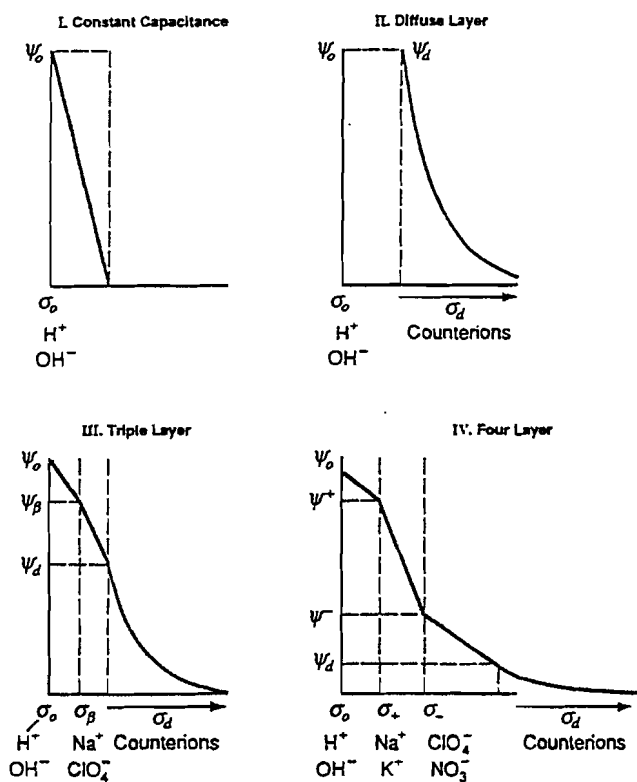 I. Constant Capacitance
ψo
σo
H+
OH−
II. Diffuse Layer
ψo ψd
σo σd
H+ Counterions
OH−
III. Triple Layer
ψo
ψβ
ψd
σo σβ σd
H+ Na+ Counterions
OH− ClO4−
IV. Four Layer
ψo
ψ+
ψ−
ψd
σo σ+ σ− σd
H+ Na+ ClO4− Counterions
OH− K+ NO3−